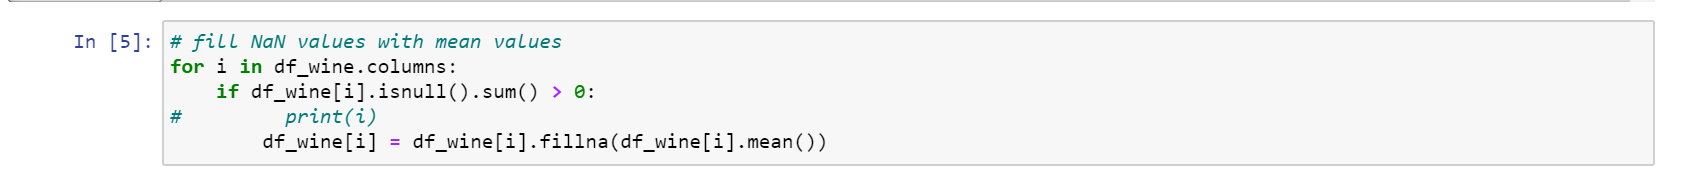 In [5]: # fill NaN values with mean values
for i in df_wine.columns:
    if df_wine[i].isnull().sum() > 0:
#         print(i)
        df_wine[i] = df_wine[i].fillna(df_wine[i].mean())